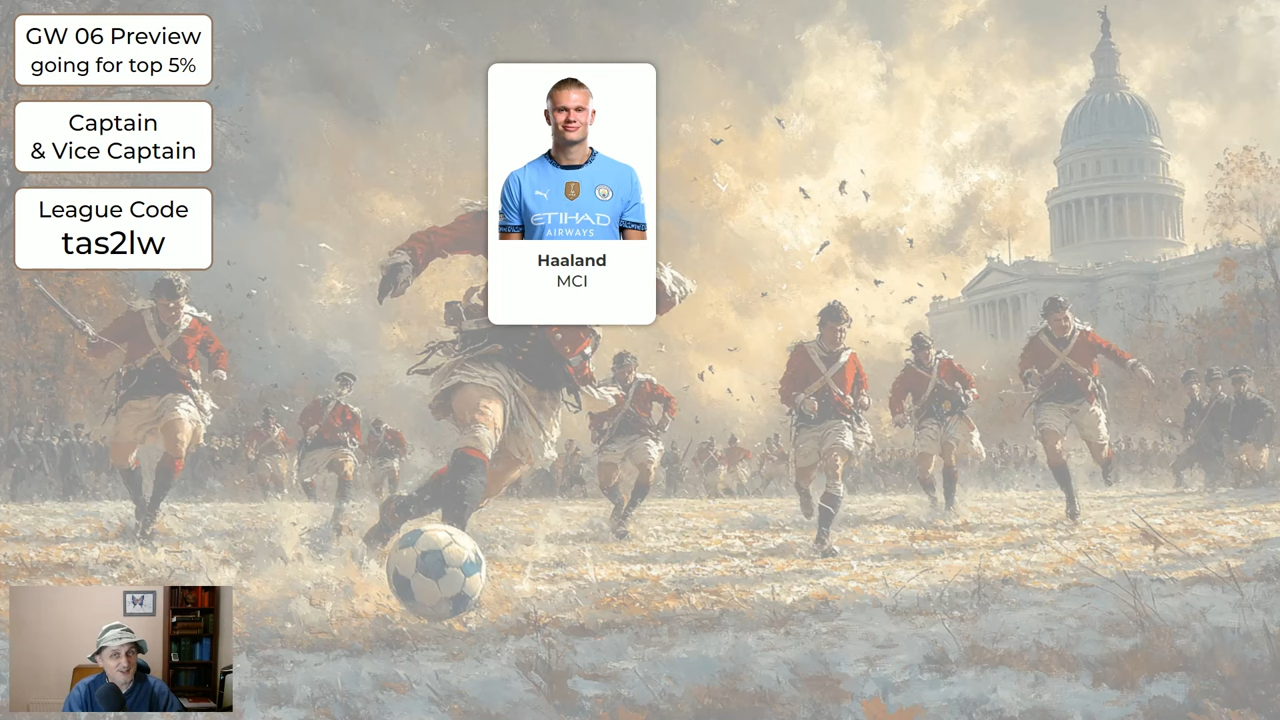 GW 06 Preview
going for top 5%
Captain
& Vice Captain
League Code
tas2lw
ETIHAD
AIRWAYS
Haaland
MCI